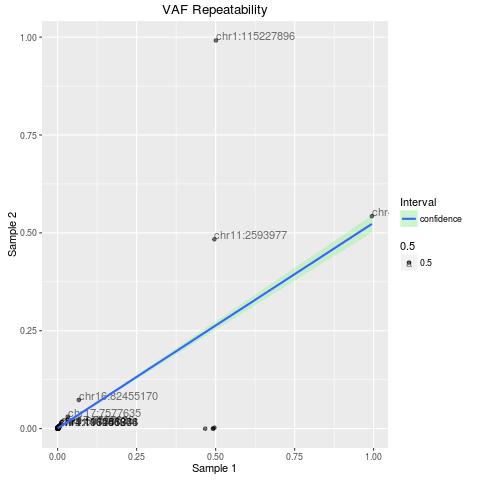 VAF Repeatability
1.00
chr1:115227896
0.75
Sample 2
chr
0.50
chr11:2593977
0.25
chr16:82455170
chr17:7577635
0.00
0.00
0.25
0.50
0.75
1.00
Sample 1
Interval
confidence
0.5
0.5